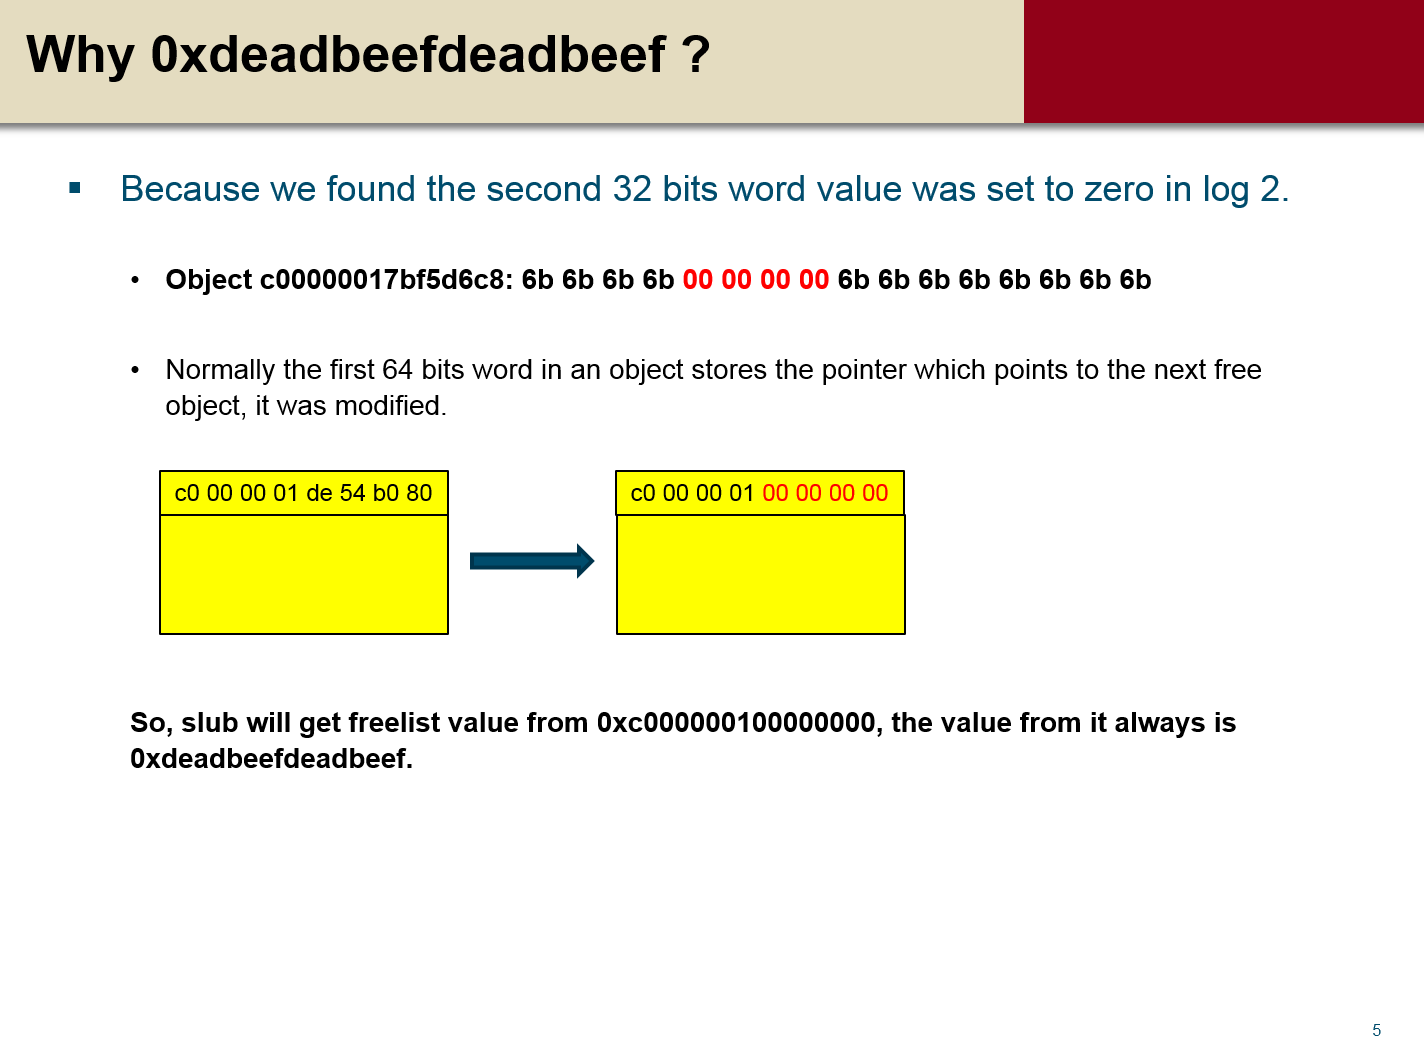 Why 0xdeadbeefdeadbeef ?
▪ Because we found the second 32 bits word value was set to zero in log 2.
• Object c00000017bf5d6c8: 6b 6b 6b 6b 00 00 00 00 6b 6b 6b 6b 6b 6b 6b 6b
• Normally the first 64 bits word in an object stores the pointer which points to the next free
object, it was modified.
c0 00 00 01 de 54 b0 80
c0 00 00 01 00 00 00 00
So, slub will get freelist value from 0xc000000100000000, the value from it always is
0xdeadbeefdeadbeef.
5